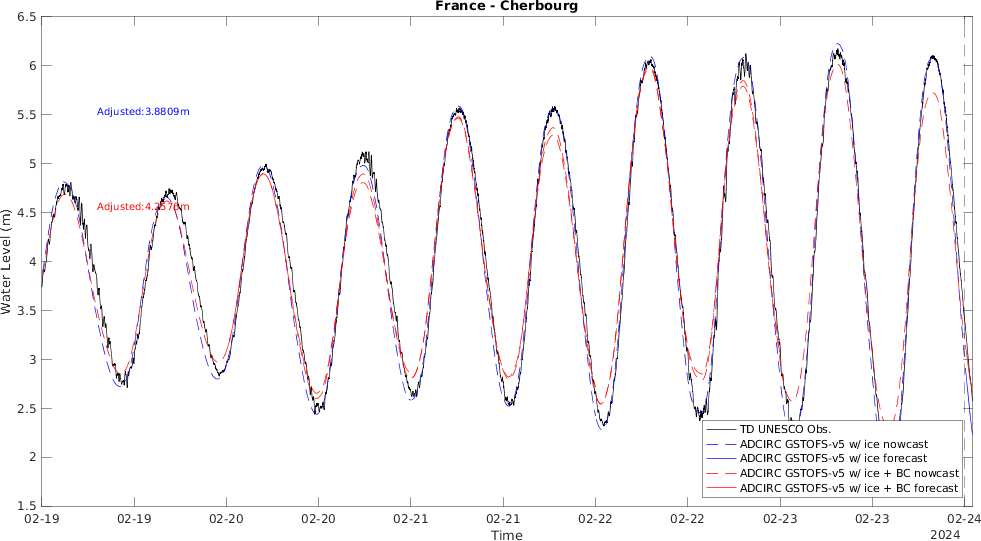 France - Cherbourg
6.5
6
5.5
5
4.5
4
3.5
3
2.5
2
1.5
Water Level (m)
Adjusted:3.8809m
TD UNESCO Obs.
ADCIRC GSTOFS-v5 w/ ice nowcast
ADCIRC GSTOFS-v5 w/ ice forecast
ADCIRC GSTOFS-v5 w/ ice + BC nowcast
ADCIRC GSTOFS-v5 w/ ice + BC forecast
02-19 02-19 02-20 02-20 02-21 02-21 02-22 02-22 02-23 02-23 02-24
Time
2024